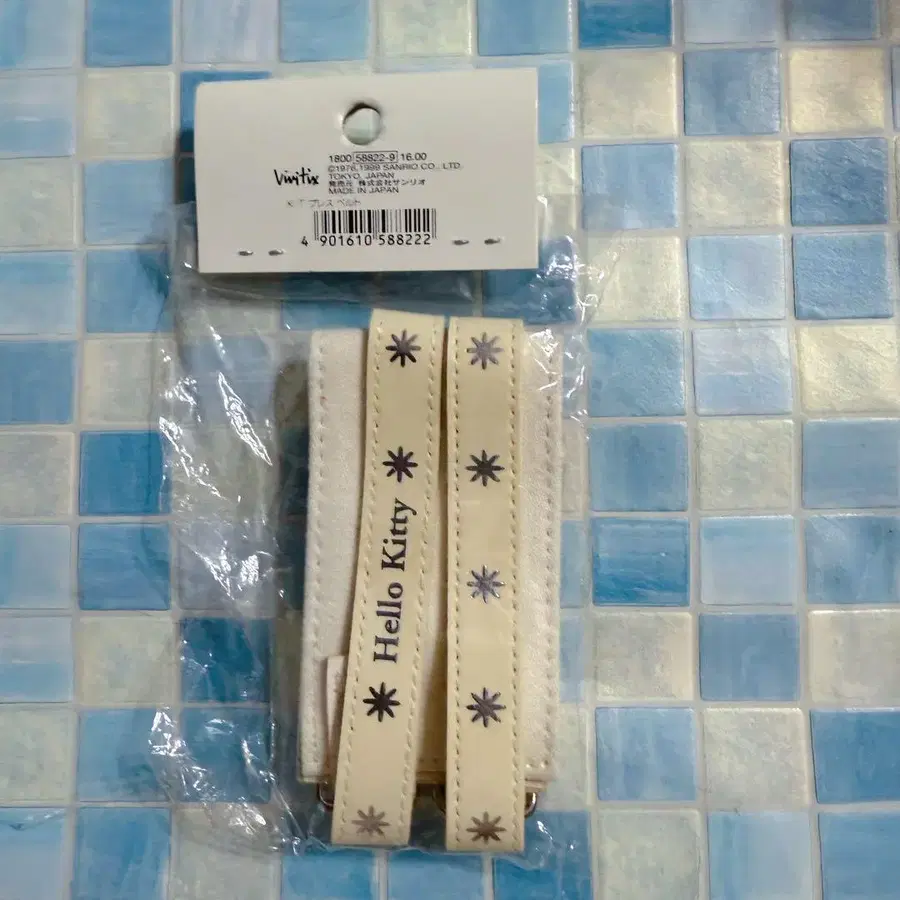 Vivitix
1800 58822-9 16.00
©1976,1999 SANRIO CO., LTD.
TOKYO, JAPAN
発売元 株式会社サンリオ
MADE IN JAPAN
KT ブレス ベルト
4 901610 588222
Hello Kitty